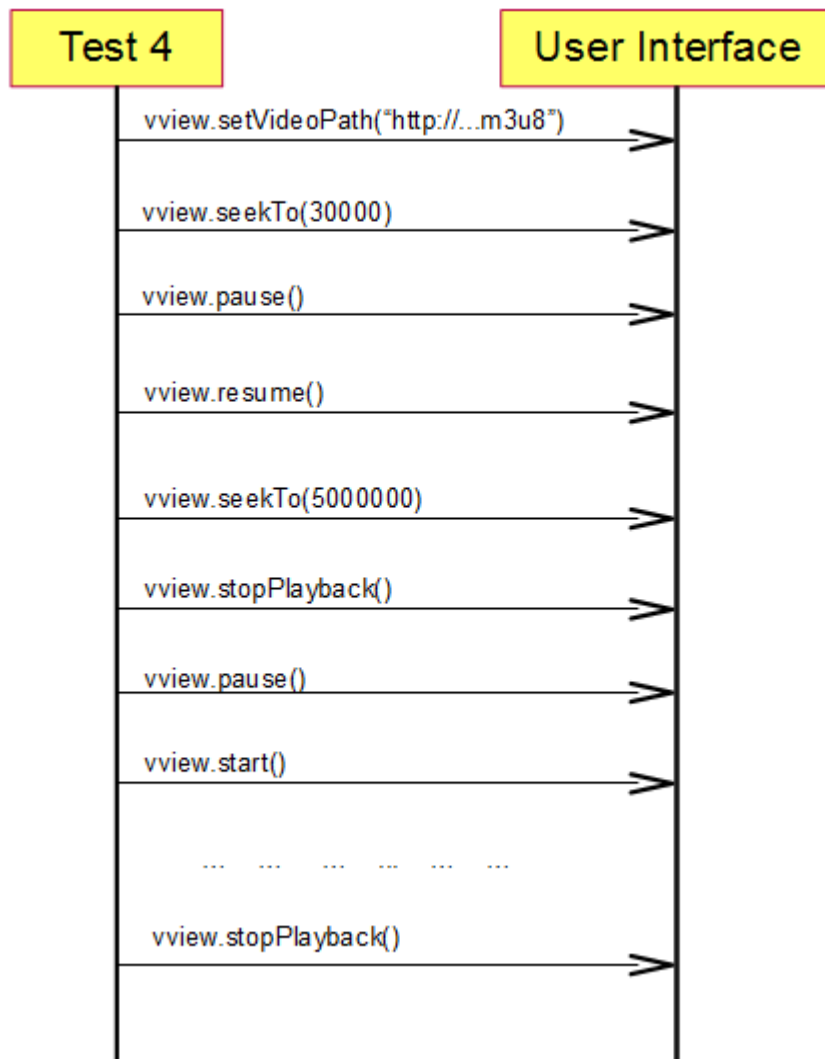 Test 4
User Interface
vview.setVideoPath(“http://...m3u8”)
vview.seekTo(30000)
vview.pause()
vview.resume()
vview.seekTo(5000000)
vview.stopPlayback()
vview.pause()
vview.start()
... ... ... ... ... ...
vview.stopPlayback()